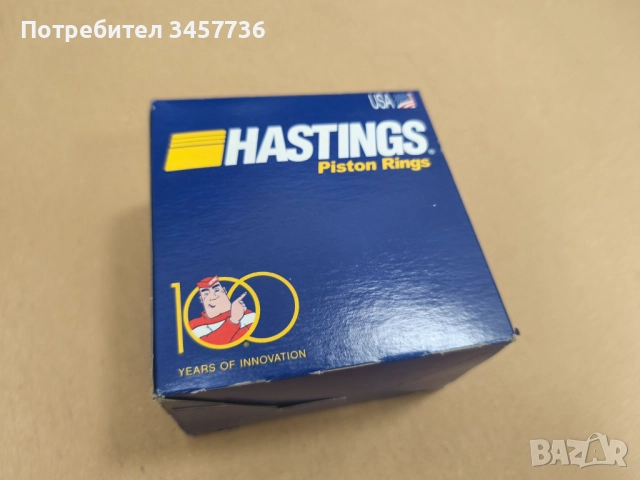 Потребител 3457736
USA
HASTINGS®
Piston Rings
100
YEARS OF INNOVATION
BAZAR